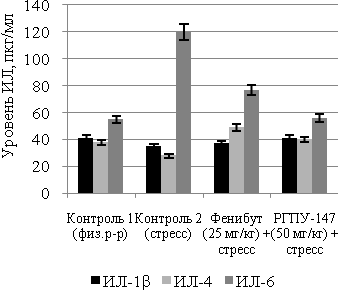 Уровень ИЛ, пкг/мл
140
120
100
80
60
40
20
0
Контроль 1 Контроль 2 Фенибут РГПУ-147
(физ.р-р) (стресс) (25 мг/кг) + (50 мг/кг) +
стресс стресс
ИЛ-1β ИЛ-4 ИЛ-6